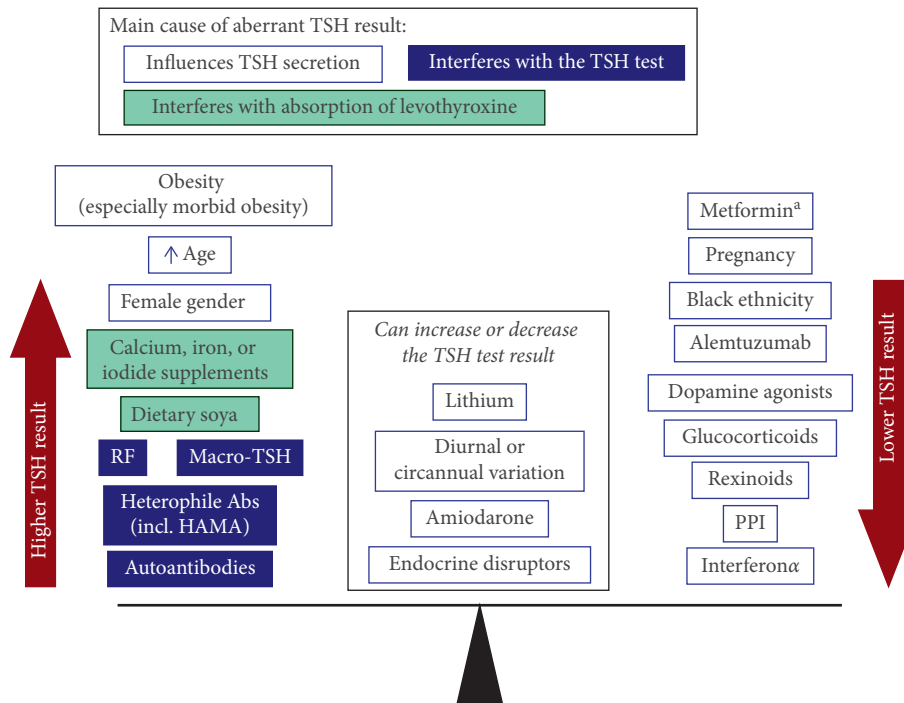 Main cause of aberrant TSH result:
Influences TSH secretion
Interferes with the TSH test
Interferes with absorption of levothyroxine
Higher TSH result
Obesity
(especially morbid obesity)
↑ Age
Female gender
Calcium, iron, or
iodide supplements
Dietary soya
RF
Macro-TSH
Heterophile Abs
(incl. HAMA)
Autoantibodies
Can increase or decrease
the TSH test result
Lithium
Diurnal or
circannual variation
Amiodarone
Endocrine disruptors
Metforminᵃ
Pregnancy
Black ethnicity
Alemtuzumab
Dopamine agonists
Glucocorticoids
Rexinoids
PPI
Interferonα
Lower TSH result